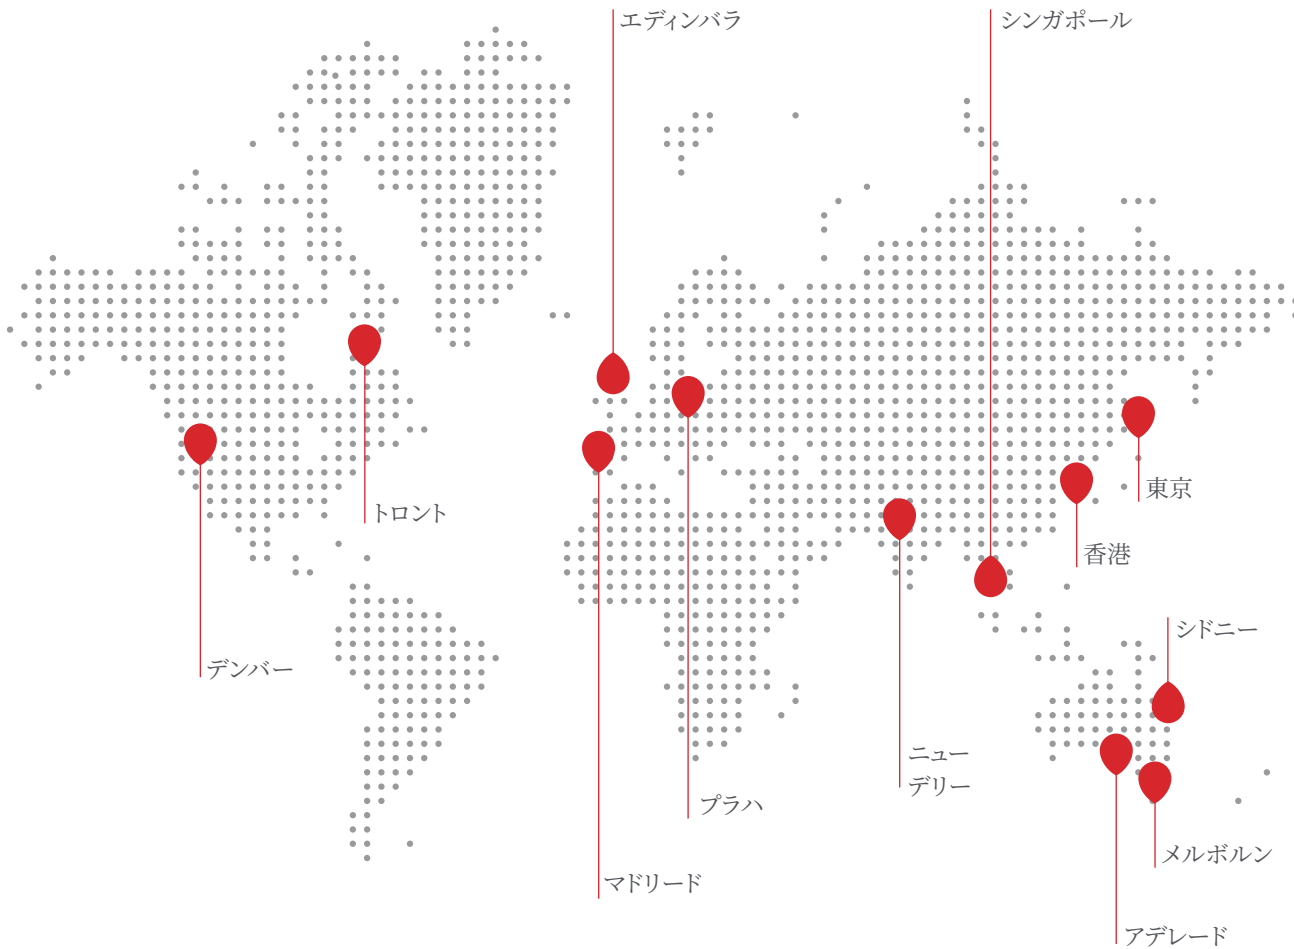 エディンバラ
シンガポール
東京
トロント
香港
シドニー
デンバー
ニュー
デリー
プラハ
メルボルン
マドリード
アデレード